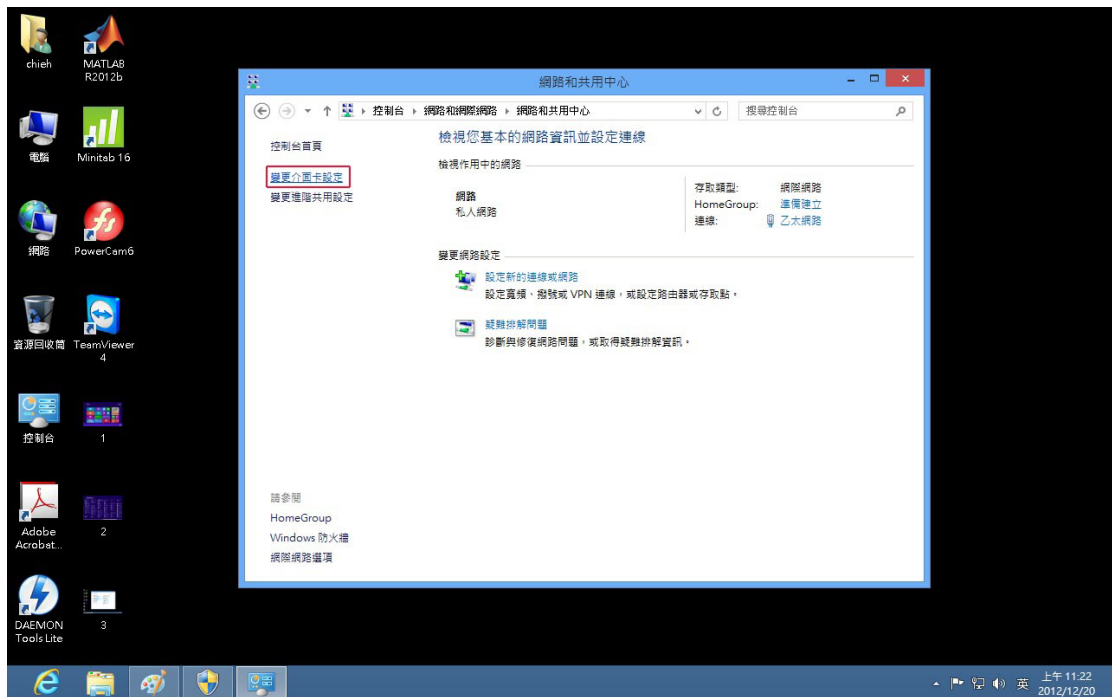 chieh
MATLAB
R2012b
電腦
Minitab 16
網路
PowerCam6
資源回收筒
TeamViewer
4
控制台
1
Adobe
Acrobat...
2
DAEMON
Tools Lite
3
網路和共用中心
控制台
網路和網際網路
網路和共用中心
搜尋控制台
控制台首頁
變更介面卡設定
變更進階共用設定
檢視您基本的網路資訊並設定連線
檢視作用中的網路
網路
私人網路
存取類型: 網際網路
HomeGroup: 準備建立
連線: 乙太網路
變更網路設定
設定新的連線或網路
設定寬頻、撥號或 VPN 連線,或設定路由器或存取點。
疑難排解問題
診斷與修復網路問題,或取得疑難排解資訊。
請參閱
HomeGroup
Windows 防火牆
網際網路選項
英
上午 11:22
2012/12/20